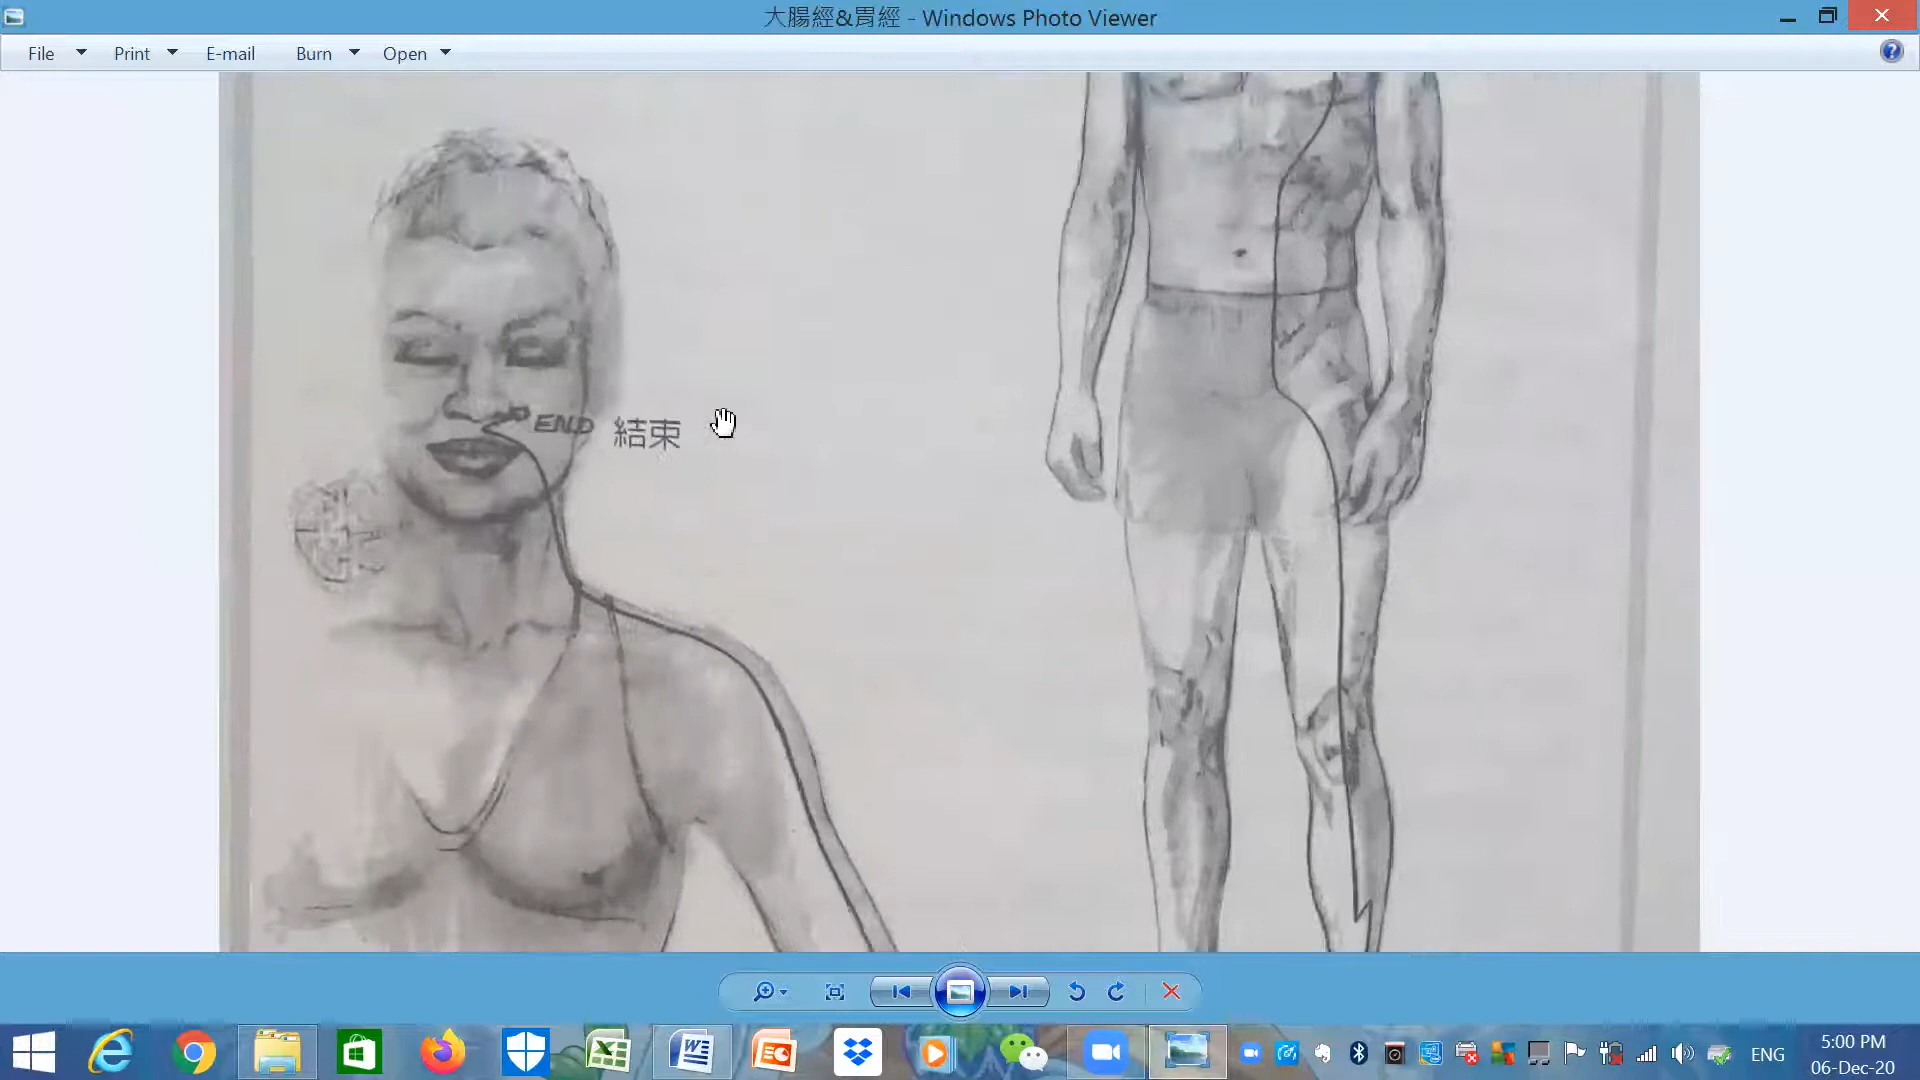 大腸經&胃經 - Windows Photo Viewer
File Print E-mail Burn Open
END 結束
ENG
5:00 PM
06-Dec-20